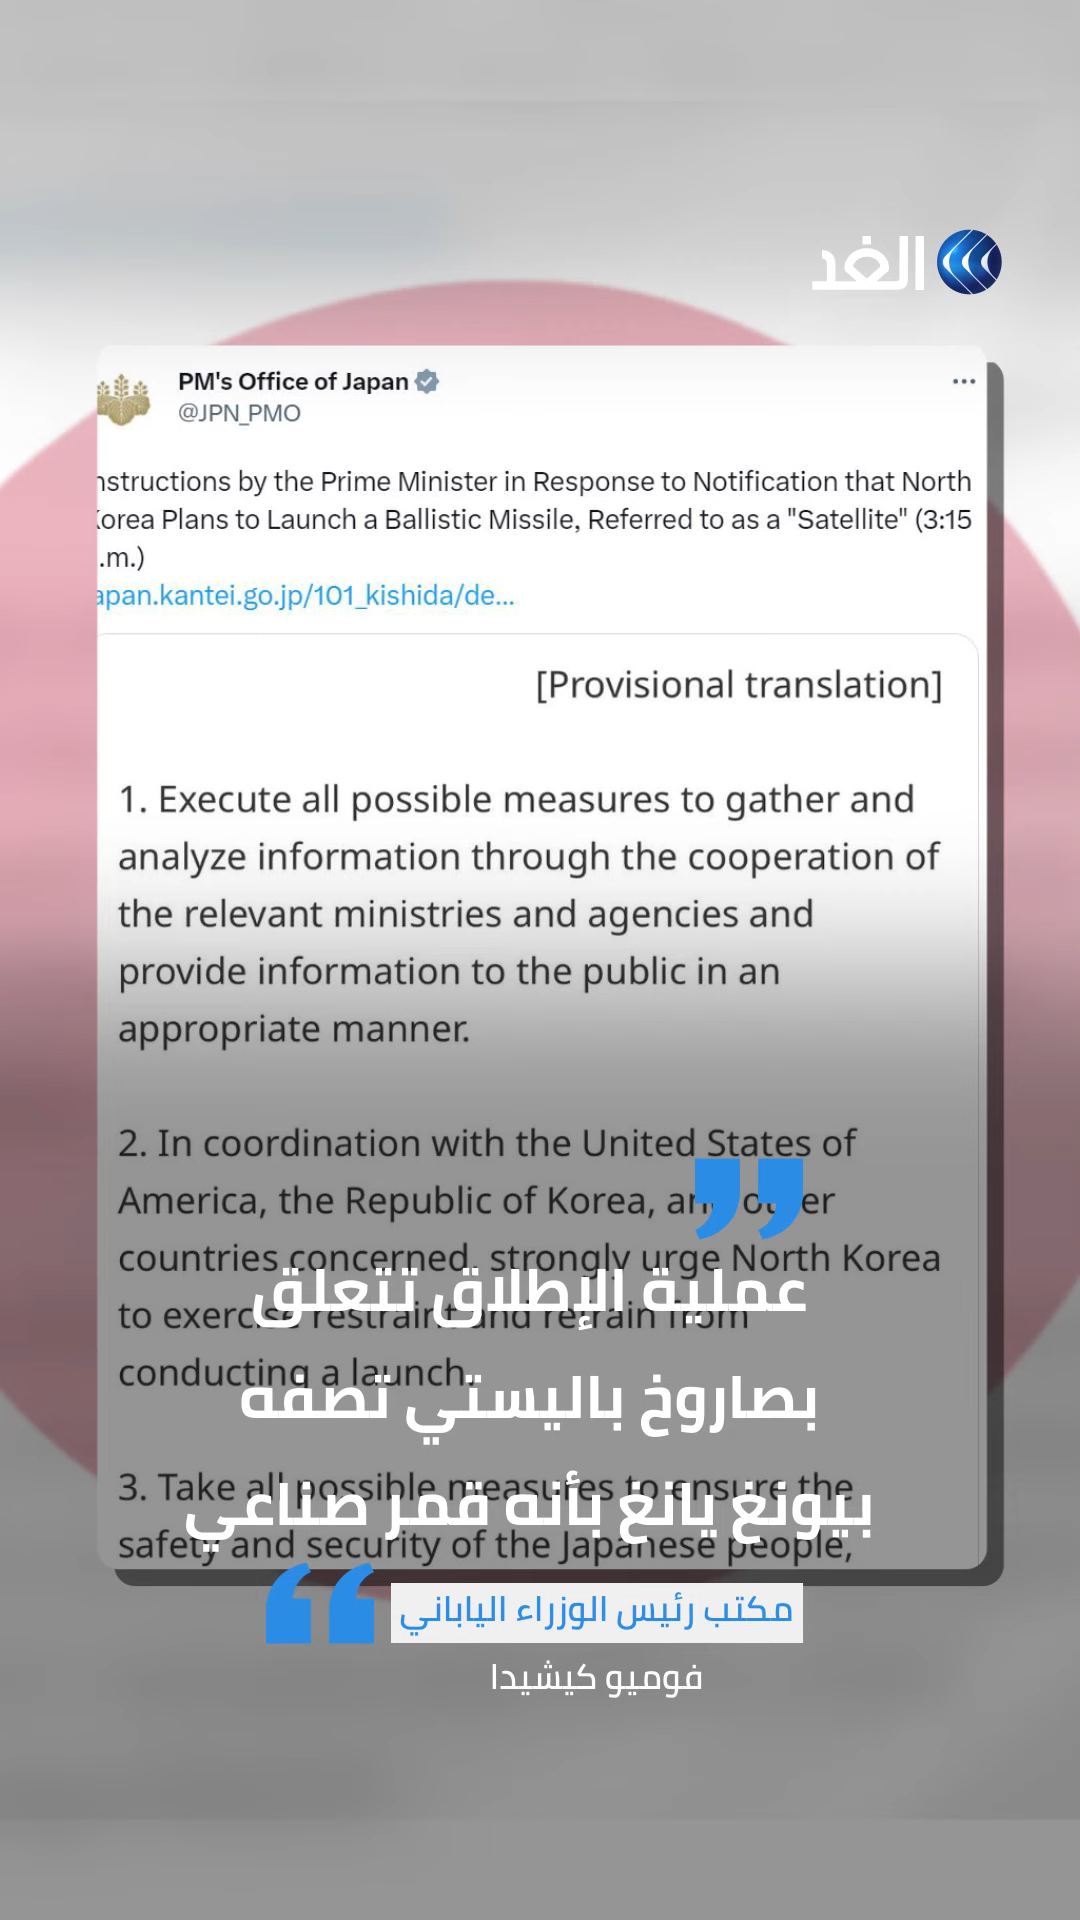 الغد
PM's Office of Japan
@JPN_PMO
nstructions by the Prime Minister in Response to Notification that North
Korea Plans to Launch a Ballistic Missile, Referred to as a "Satellite" (3:15
.m.)
apan.kantei.go.jp/101_kishida/de...
[Provisional translation]
1. Execute all possible measures to gather and
analyze information through the cooperation of
the relevant ministries and agencies and
provide information to the public in an
appropriate manner.
2. In coordination with the United States of
America, the Republic of Korea, and other
countries concerned, strongly urge North Korea
to exercise restraint and refrain from
conducting a launch.
3. Take all possible measures to ensure the
safety and security of the Japanese people,
عملية الإطلاق تتعلق
بصاروخ باليستي تصفه
بيونغ يانغ بأنه قمر صناعي
مكتب رئيس الوزراء الياباني
فوميو كيشيدا